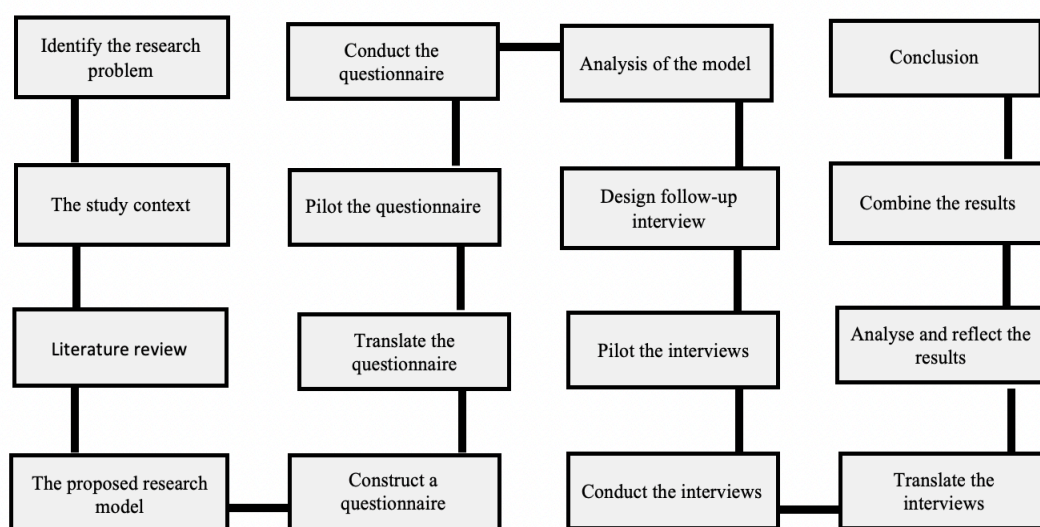 Identify the research
problem
The study context
Literature review
The proposed research
model
Construct a
questionnaire
Translate the
questionnaire
Pilot the questionnaire
Conduct the
questionnaire
Analysis of the model
Design follow-up
interview
Pilot the interviews
Conduct the interviews
Translate the
interviews
Analyse and reflect the
results
Combine the results
Conclusion